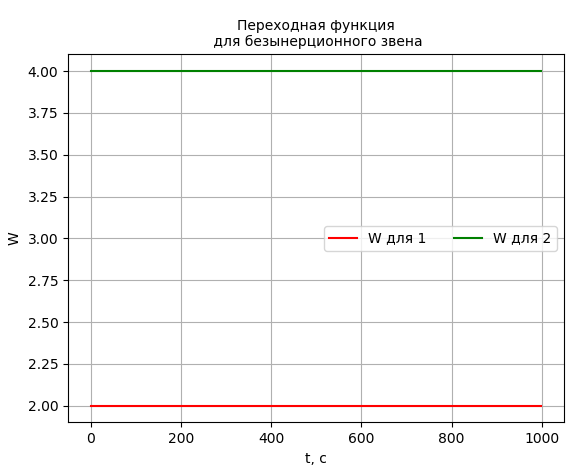 Переходная функция
для безынерционного звена
4.00
3.75
3.50
3.25
3.00
2.75
2.50
2.25
2.00
W
W для 1
W для 2
0 200 400 600 800 1000
t, c